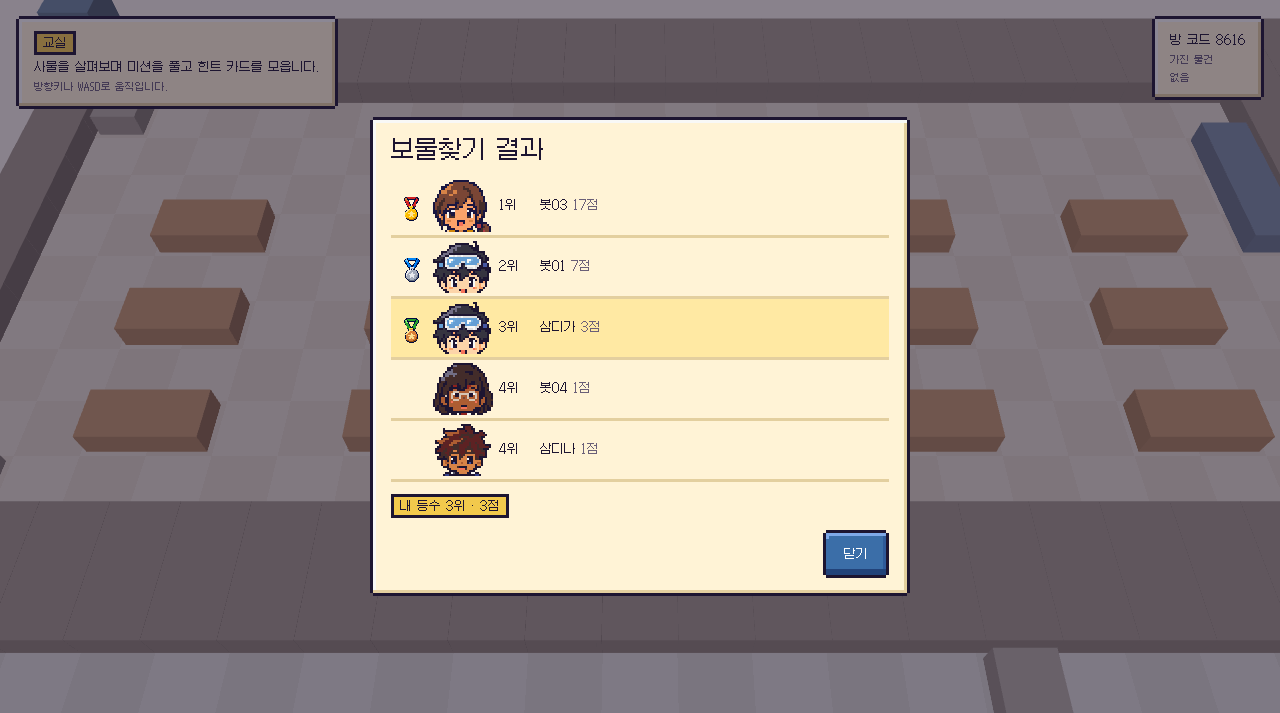 교실
사물을 살펴보며 미션을 풀고 힌트 카드를 모읍니다.
방향키나 WASD로 움직입니다.
방 코드 8616
가진 물건
없음
보물찾기 결과
1위 봇03 17점
2위 봇01 7점
3위 삼디가 3점
4위 봇04 1점
4위 삼디나 1점
내 등수 3위 · 3점
닫기